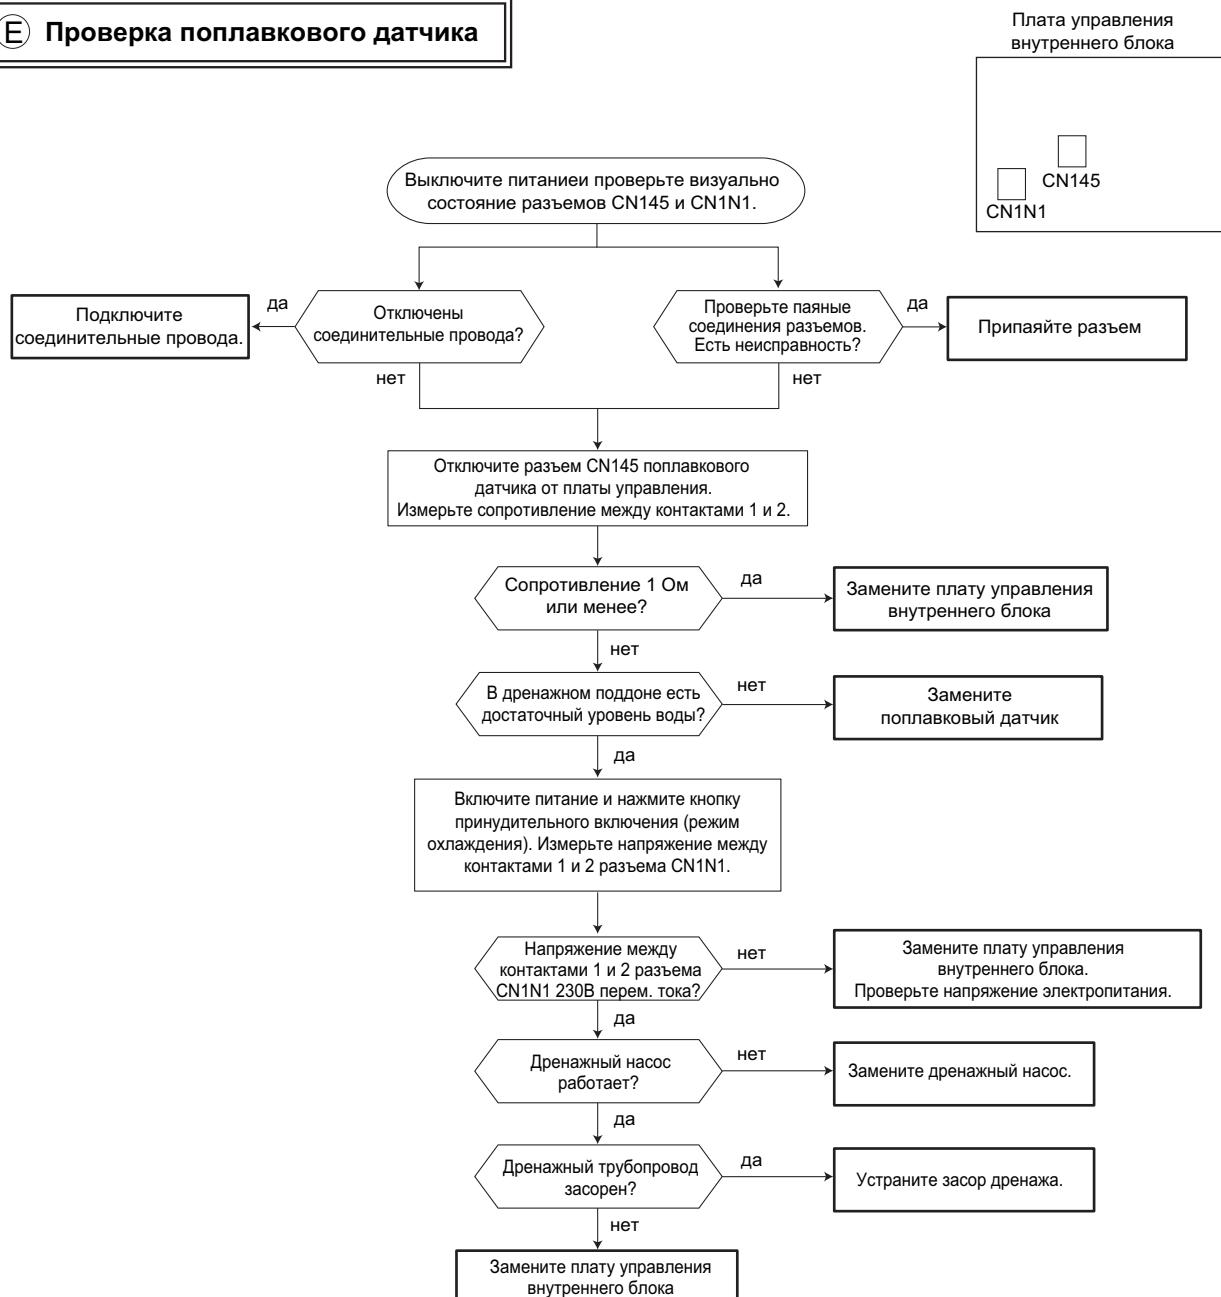 E Проверка поплавкового датчика
Плата управления
внутреннего блока
CN145
CN1N1
Выключите питаниеи проверьте визуально
состояние разъемов CN145 и CN1N1.
Отключены
соединительные провода?
да
Подключите
соединительные провода.
нет
Проверьте паяные
соединения разъемов.
Есть неисправность?
да
Припаяйте разъем
нет
Отключите разъем CN145 поплавкового
датчика от платы управления.
Измерьте сопротивление между контактами 1 и 2.
Сопротивление 1 Ом
или менее?
да
Замените плату управления
внутреннего блока
нет
В дренажном поддоне есть
достаточный уровень воды?
нет
Замените
поплавковый датчик
да
Включите питание и нажмите кнопку
принудительного включения (режим
охлаждения). Измерьте напряжение между
контактами 1 и 2 разъема CN1N1.
Напряжение между
контактами 1 и 2 разъема
CN1N1 230В перем. тока?
нет
Замените плату управления
внутреннего блока.
Проверьте напряжение электропитания.
да
Дренажный насос
работает?
нет
Замените дренажный насос.
да
Дренажный трубопровод
засорен?
да
Устраните засор дренажа.
нет
Замените плату управления
внутреннего блока